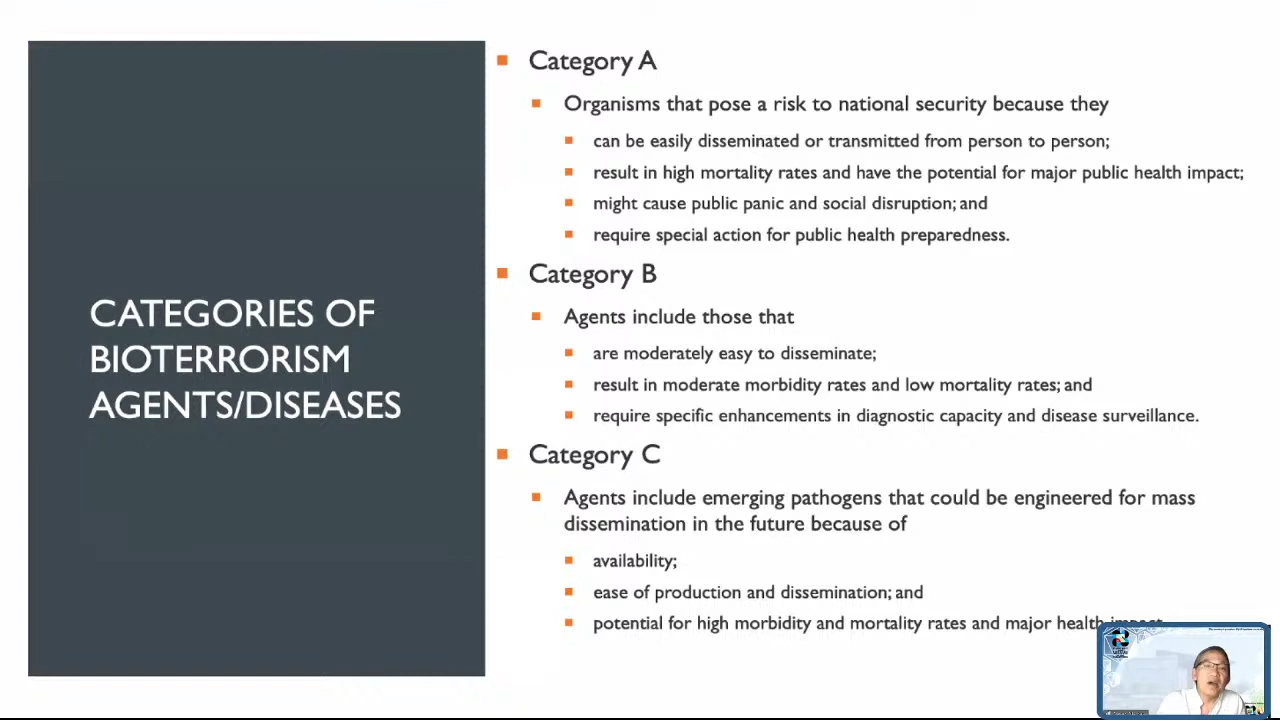 CATEGORIES OF
BIOTERRORISM
AGENTS/DISEASES
Category A
Organisms that pose a risk to national security because they
can be easily disseminated or transmitted from person to person;
result in high mortality rates and have the potential for major public health impact;
might cause public panic and social disruption; and
require special action for public health preparedness.
Category B
Agents include those that
are moderately easy to disseminate;
result in moderate morbidity rates and low mortality rates; and
require specific enhancements in diagnostic capacity and disease surveillance.
Category C
Agents include emerging pathogens that could be engineered for mass
dissemination in the future because of
availability;
ease of production and dissemination; and
potential for high morbidity and mortality rates and major health impact